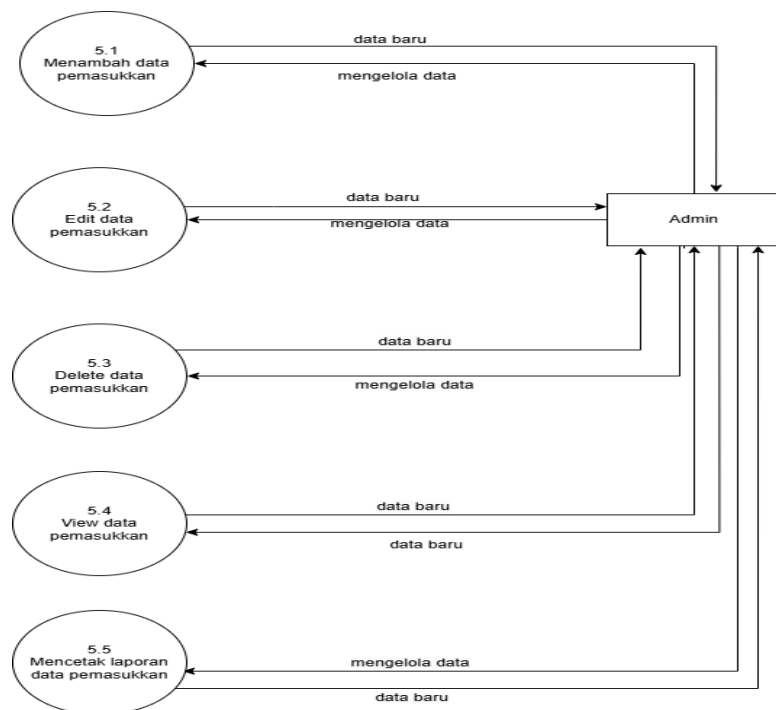 5.1
Menambah data
pemasukkan
data baru
mengelola data
5.2
Edit data
pemasukkan
data baru
mengelola data
Admin
5.3
Delete data
pemasukkan
data baru
mengelola data
5.4
View data
pemasukkan
data baru
data baru
5.5
Mencetak laporan
data pemasukkan
mengelola data
data baru